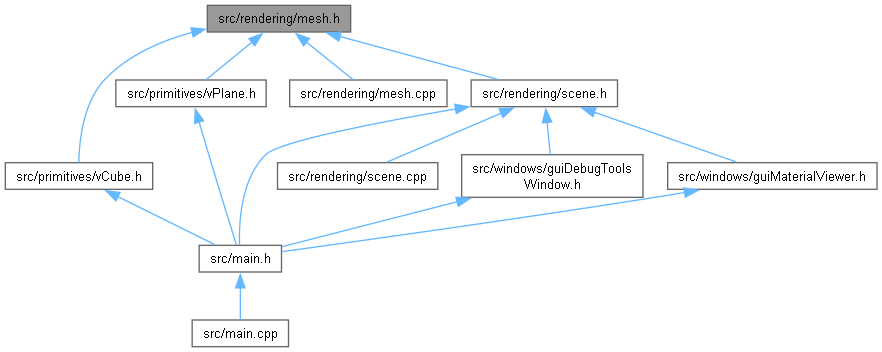 src/rendering/mesh.h
src/primitives/vPlane.h
src/rendering/mesh.cpp
src/rendering/scene.h
src/primitives/vCube.h
src/rendering/scene.cpp
src/windows/guiDebugTools
Window.h
src/windows/guiMaterialViewer.h
src/main.h
src/main.cpp